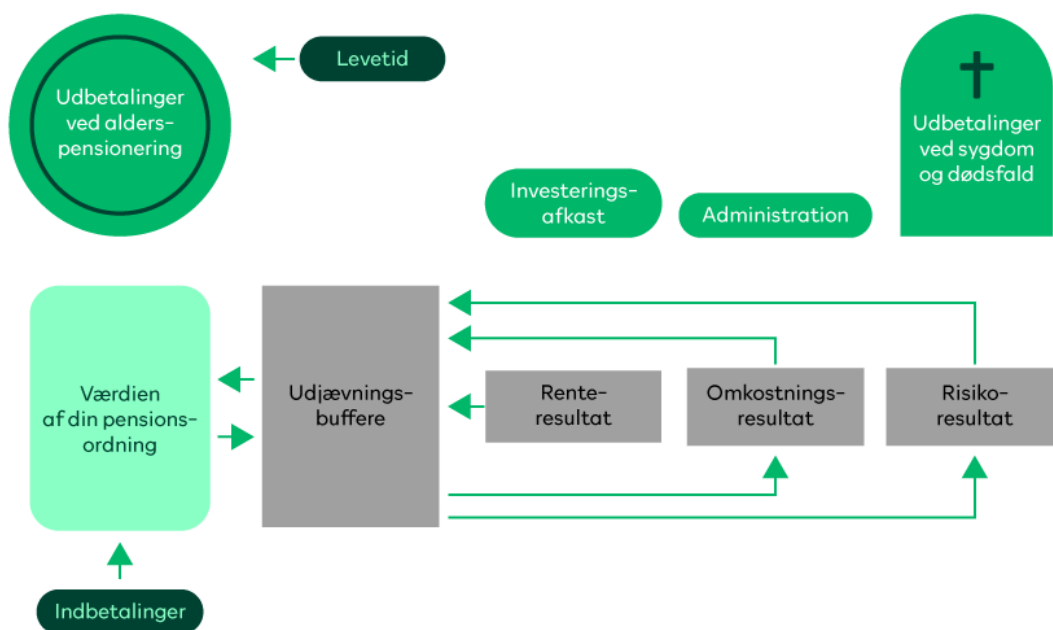 Udbetalinger
ved alders-
pensionering
Levetid
Udbetalinger
ved sygdom
og dødsfald
Investerings-
afkast
Administration
Værdien
af din pensions-
ordning
Udjævnings-
buffere
Rente-
resultat
Omkostnings-
resultat
Risiko-
resultat
Indbetalinger